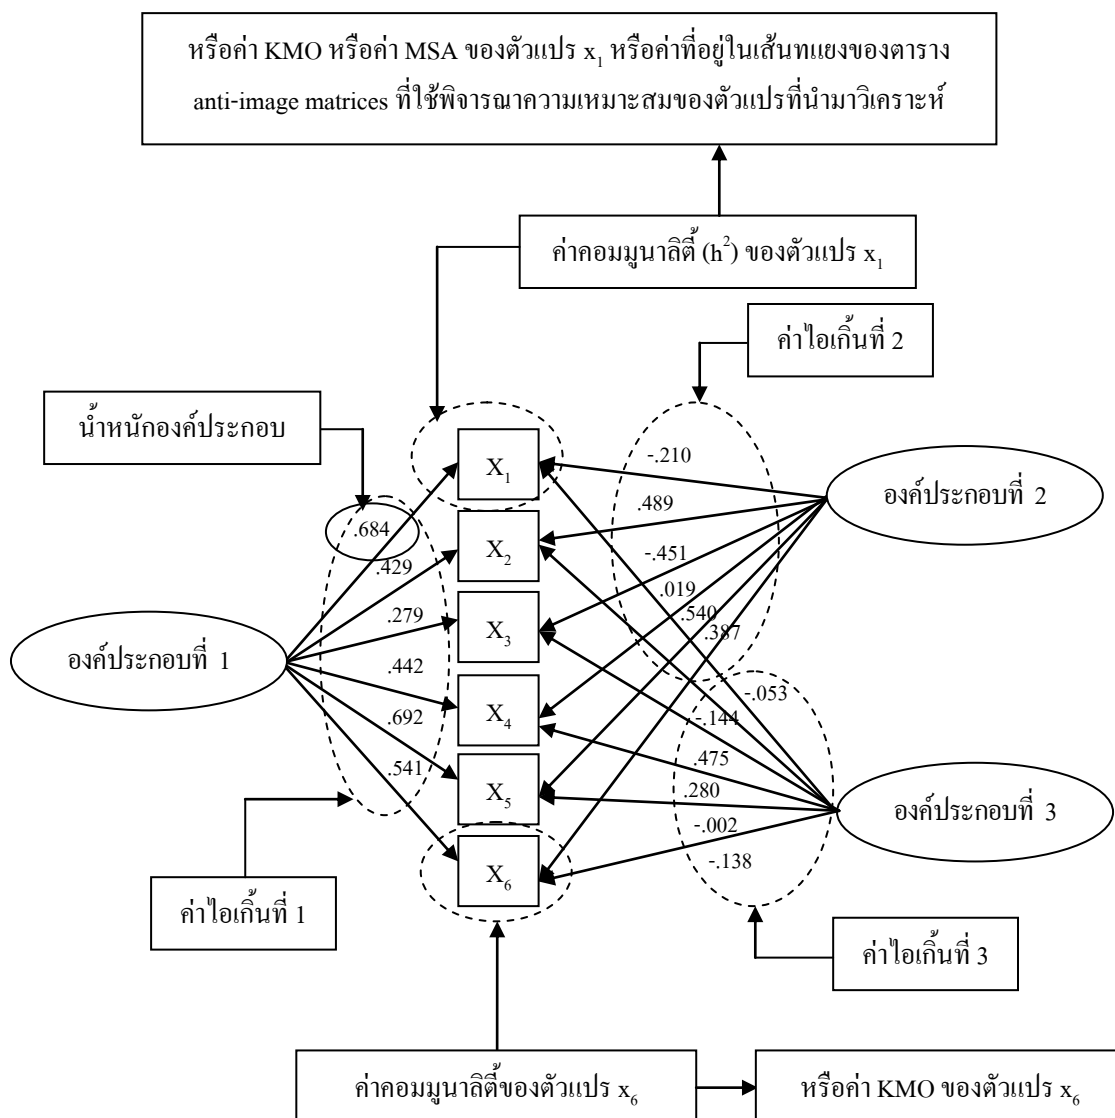 หรือค่า KMO หรือค่า MSA ของตัวแปร x₁ หรือค่าที่อยู่ในเส้นทแยงของตาราง
anti-image matrices ที่ใช้พิจารณาความเหมาะสมของตัวแปรที่นำมาวิเคราะห์
ค่าคอมมูนาลิตี้ (h²) ของตัวแปร x₁
ค่าไอเกิ้นที่ 2
น้ำหนักองค์ประกอบ
X₁
-.210
องค์ประกอบที่ 2
.489
.684
X₂
-.451
.429
.019
.540
.279
X₃
.387
องค์ประกอบที่ 1
.442
-.053
.692
X₄
-.144
.475
.541
.280
X₅
องค์ประกอบที่ 3
-.002
-.138
X₆
ค่าไอเกิ้นที่ 1
ค่าไอเกิ้นที่ 3
ค่าคอมมูนาลิตี้ของตัวแปร x₆
หรือค่า KMO ของตัวแปร x₆